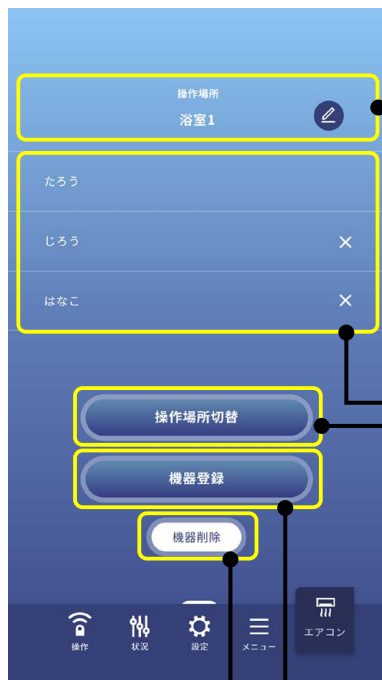 操作場所
浴室1
たろう
じろう
はなこ
操作場所切替
機器登録
機器削除
操作
状況
設定
メニュー
エアコン